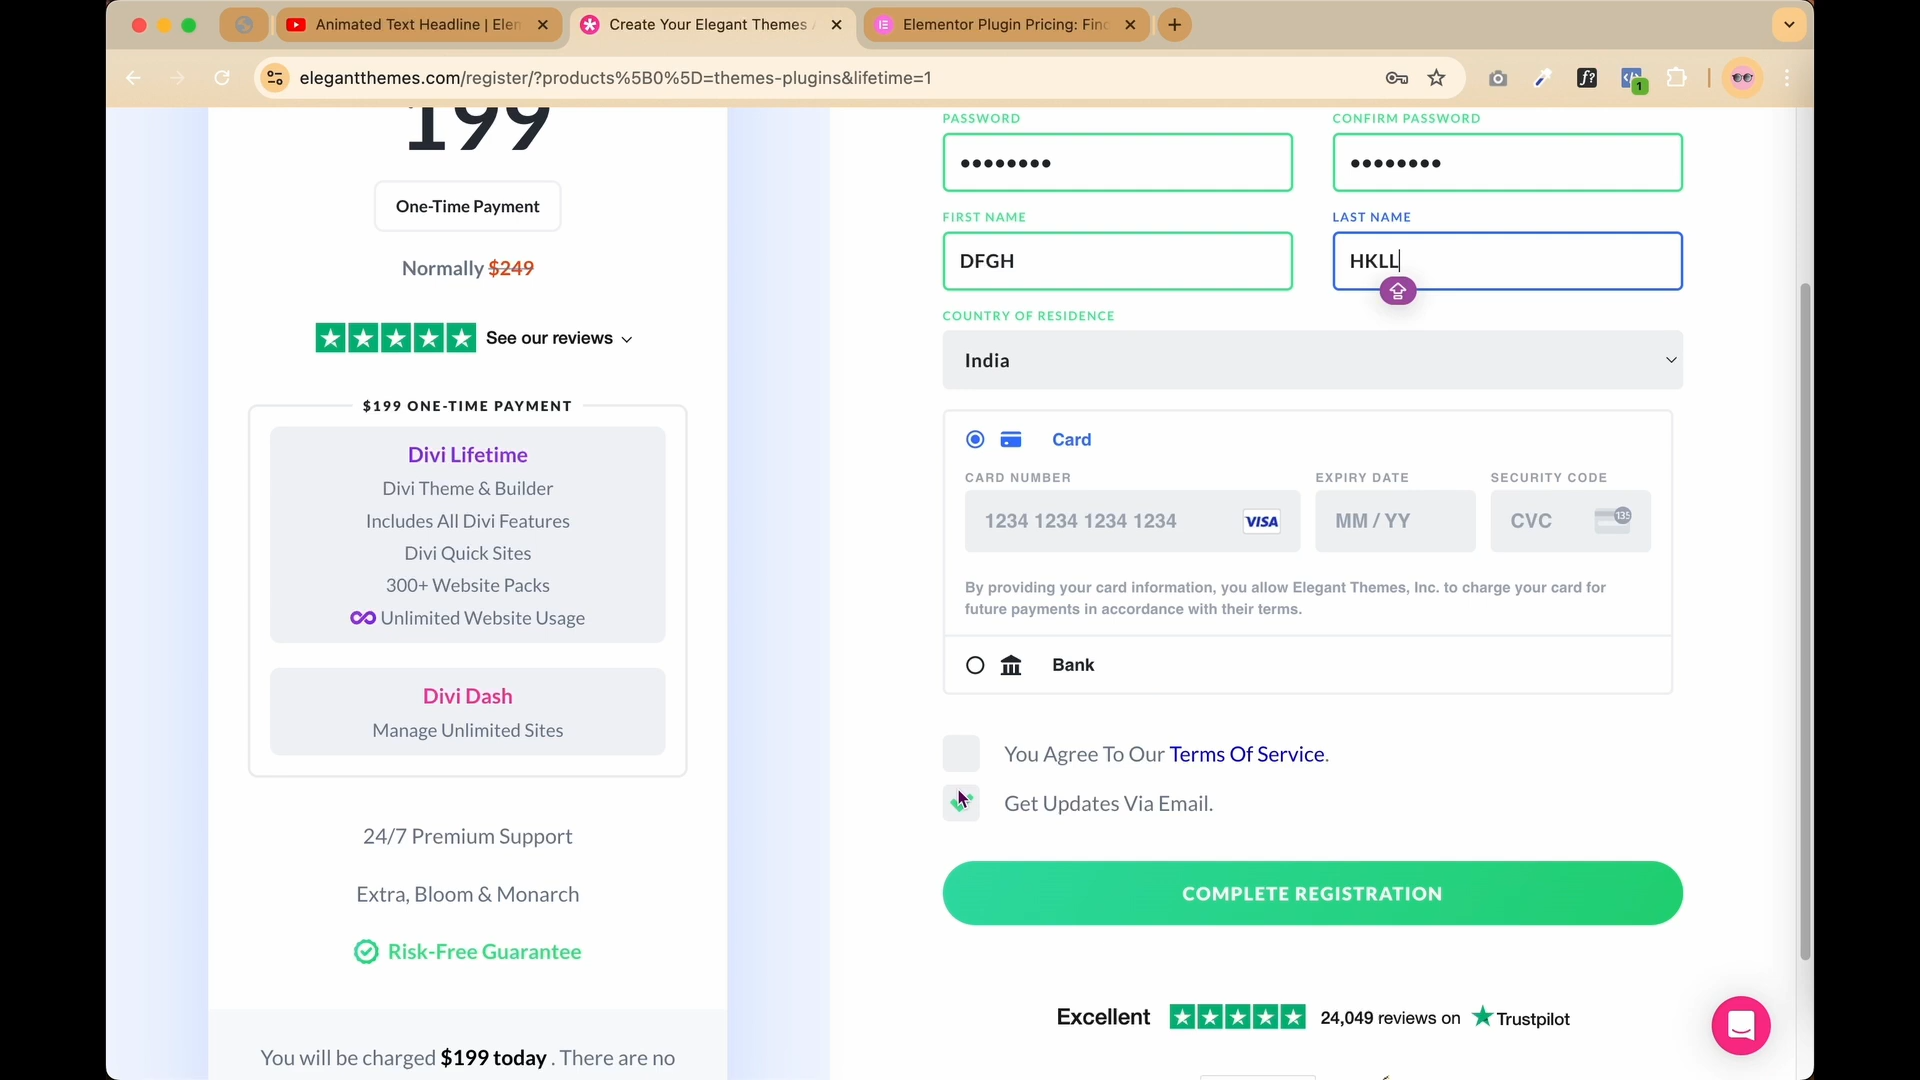 Animated Text Headline | Elem
Create Your Elegant Themes A
Elementor Plugin Pricing: Find
elegantthemes.com/register/?products%5B0%5D=themes-plugins&lifetime=1
f?
1
199
One-Time Payment
Normally $249
See our reviews
$199 ONE-TIME PAYMENT
Divi Lifetime
Divi Theme & Builder
Includes All Divi Features
Divi Quick Sites
300+ Website Packs
Unlimited Website Usage
Divi Dash
Manage Unlimited Sites
24/7 Premium Support
Extra, Bloom & Monarch
Risk-Free Guarantee
You will be charged $199 today . There are no
PASSWORD
CONFIRM PASSWORD
FIRST NAME
LAST NAME
DFGH
HKLL
COUNTRY OF RESIDENCE
India
Card
CARD NUMBER
EXPIRY DATE
SECURITY CODE
1234 1234 1234 1234
VISA
MM / YY
CVC
135
By providing your card information, you allow Elegant Themes, Inc. to charge your card for
future payments in accordance with their terms.
Bank
You Agree To Our Terms Of Service.
Get Updates Via Email.
COMPLETE REGISTRATION
Excellent
24,049 reviews on
Trustpilot